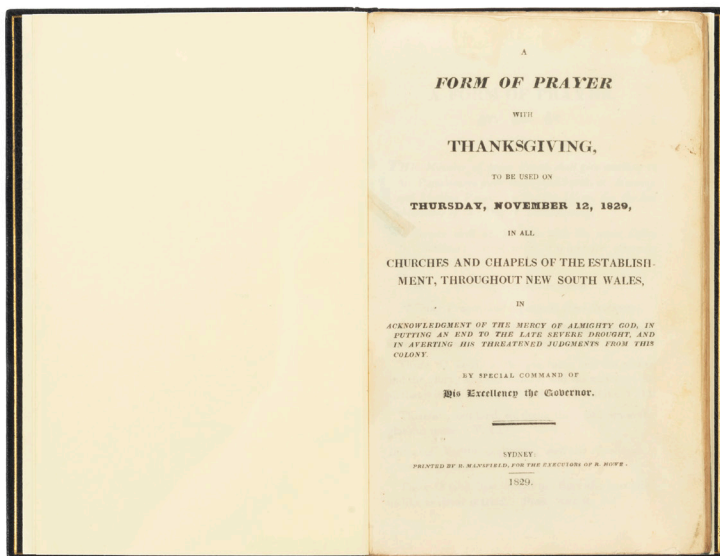 A
FORM OF PRAYER
WITH
THANKSGIVING,
TO BE USED ON
THURSDAY, NOVEMBER 12, 1829,
IN ALL
CHURCHES AND CHAPELS OF THE ESTABLISH-
MENT, THROUGHOUT NEW SOUTH WALES,
IN
ACKNOWLEDGMENT OF THE MERCY OF ALMIGHTY GOD, IN
PUTTING AN END TO THE LATE SEVERE DROUGHT, AND
IN AVERTING HIS THREATENED JUDGMENTS FROM THIS
COLONY.
BY SPECIAL COMMAND OF
His Excellency the Governor.
SYDNEY:
PRINTED BY R. MANSFIELD, FOR THE EXECUTORS OF R. HOWE.
1829.